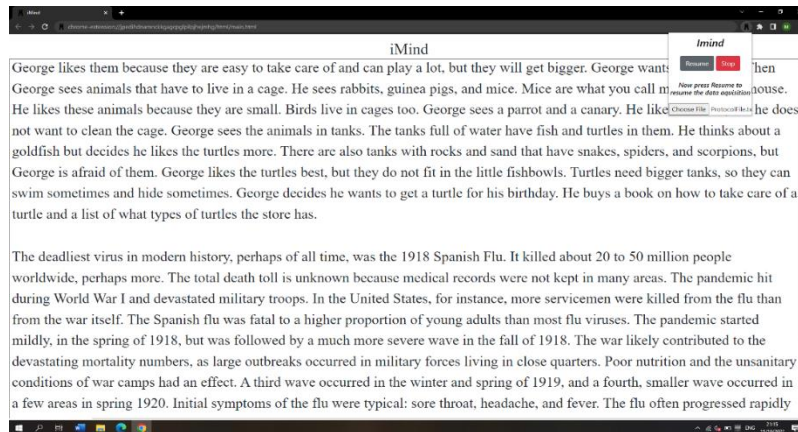 iMind
iMind
Imind
Resume Stop
Now press Resume to
resume the data aquisition
Choose File ProtocolFile.tx
George likes them because they are easy to take care of and can play a lot, but they will get bigger. George want hen
George sees animals that have to live in a cage. He sees rabbits, guinea pigs, and mice. Mice are what you call m ouse.
He likes these animals because they are small. Birds live in cages too. George sees a parrot and a canary. He like he does
not want to clean the cage. George sees the animals in tanks. The tanks full of water have fish and turtles in them. He thinks about a
goldfish but decides he likes the turtles more. There are also tanks with rocks and sand that have snakes, spiders, and scorpions, but
George is afraid of them. George likes the turtles best, but they do not fit in the little fishbowls. Turtles need bigger tanks, so they can
swim sometimes and hide sometimes. George decides he wants to get a turtle for his birthday. He buys a book on how to take care of a
turtle and a list of what types of turtles the store has.
The deadliest virus in modern history, perhaps of all time, was the 1918 Spanish Flu. It killed about 20 to 50 million people
worldwide, perhaps more. The total death toll is unknown because medical records were not kept in many areas. The pandemic hit
during World War I and devastated military troops. In the United States, for instance, more servicemen were killed from the flu than
from the war itself. The Spanish flu was fatal to a higher proportion of young adults than most flu viruses. The pandemic started
mildly, in the spring of 1918, but was followed by a much more severe wave in the fall of 1918. The war likely contributed to the
devastating mortality numbers, as large outbreaks occurred in military forces living in close quarters. Poor nutrition and the unsanitary
conditions of war camps had an effect. A third wave occurred in the winter and spring of 1919, and a fourth, smaller wave occurred in
a few areas in spring 1920. Initial symptoms of the flu were typical: sore throat, headache, and fever. The flu often progressed rapidly
ENG